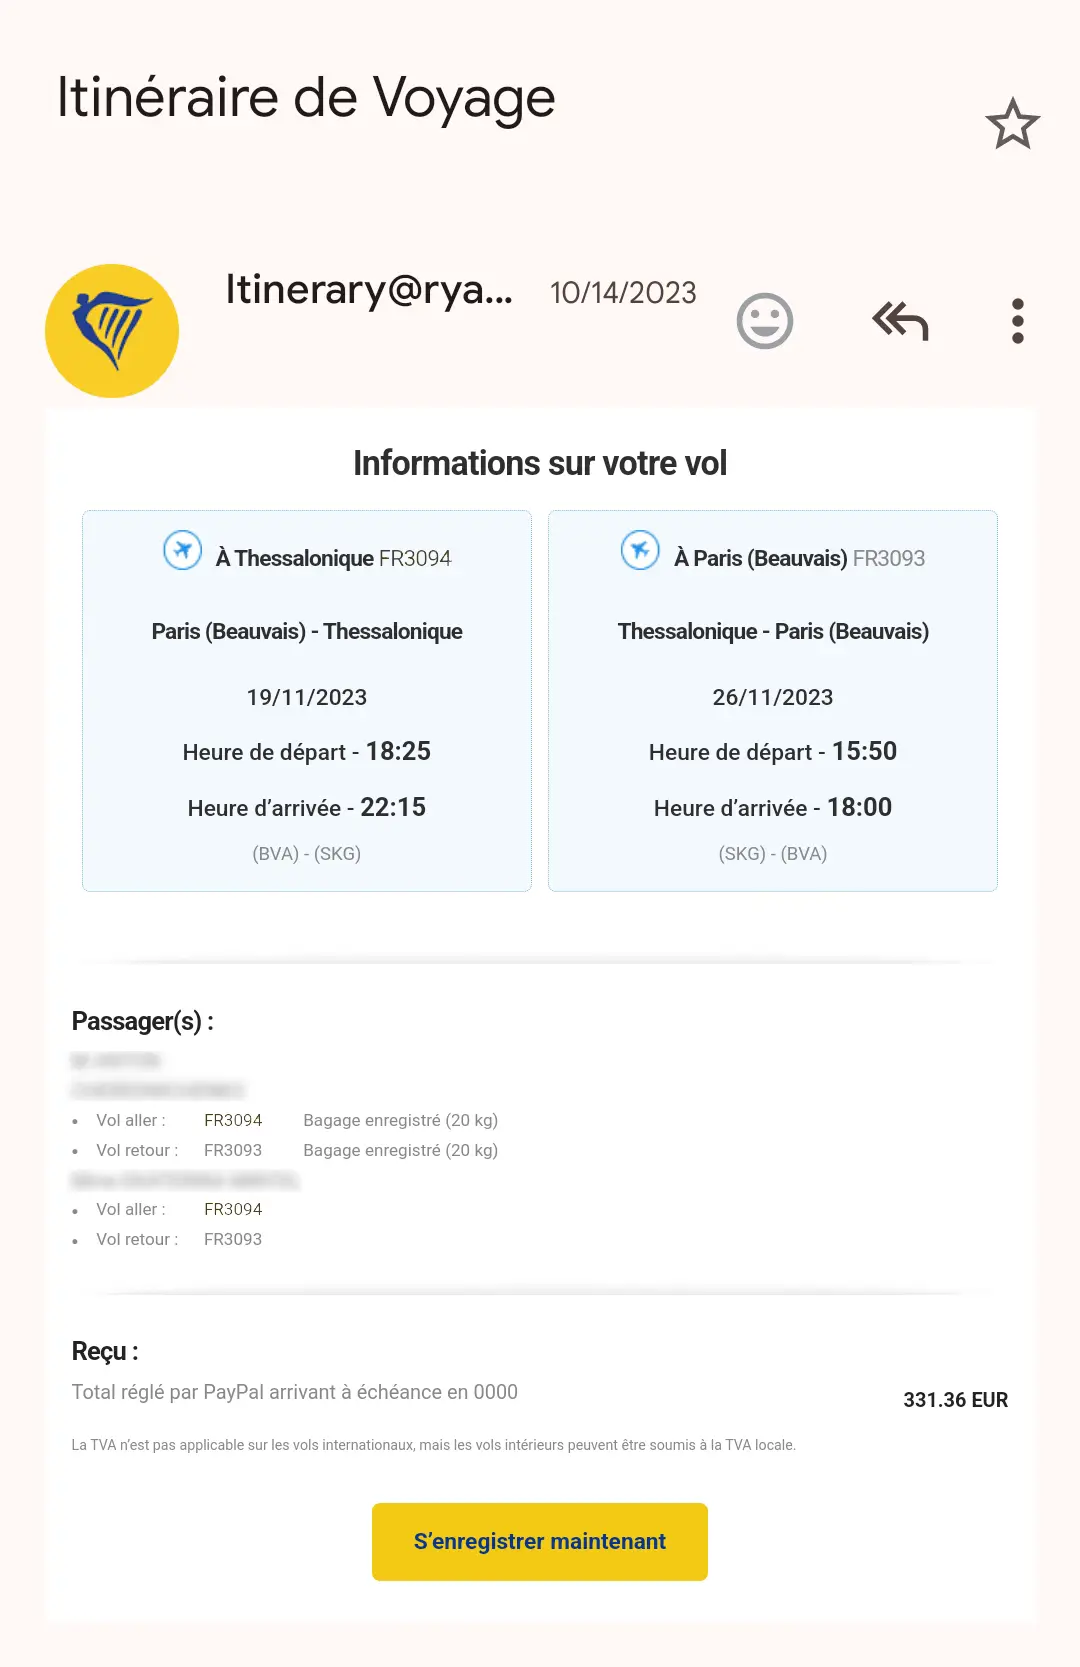 Itinéraire de Voyage
Itinerary@rya... 10/14/2023
Informations sur votre vol
À Thessalonique FR3094
Paris (Beauvais) - Thessalonique
19/11/2023
Heure de départ - 18:25
Heure d’arrivée - 22:15
(BVA) - (SKG)
À Paris (Beauvais) FR3093
Thessalonique - Paris (Beauvais)
26/11/2023
Heure de départ - 15:50
Heure d’arrivée - 18:00
(SKG) - (BVA)
Passager(s) :
• Vol aller : FR3094 Bagage enregistré (20 kg)
• Vol retour : FR3093 Bagage enregistré (20 kg)
• Vol aller : FR3094
• Vol retour : FR3093
Reçu :
Total réglé par PayPal arrivant à échéance en 0000 331.36 EUR
La TVA n’est pas applicable sur les vols internationaux, mais les vols intérieurs peuvent être soumis à la TVA locale.
S’enregistrer maintenant